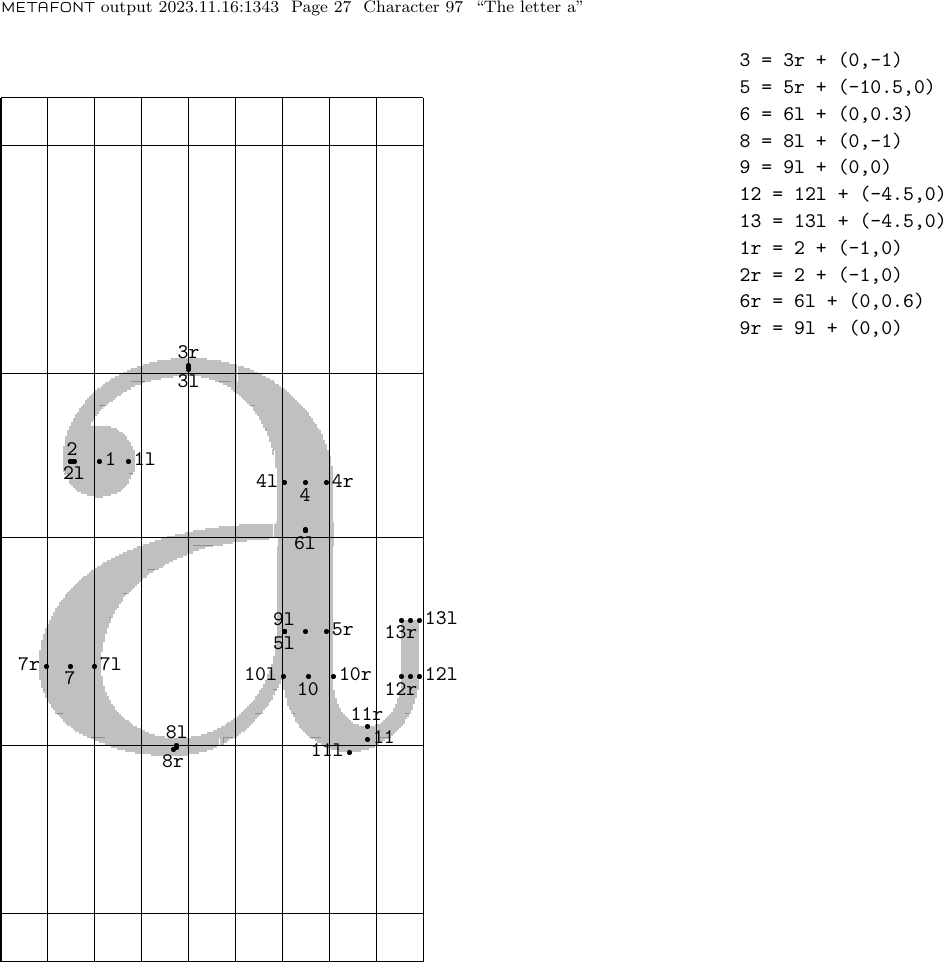 METAFONT output 2023.11.16:1343 Page 27 Character 97 “The letter a”
3 = 3r + (0,-1)
5 = 5r + (-10.5,0)
6 = 6l + (0,0.3)
8 = 8l + (0,-1)
9 = 9l + (0,0)
12 = 12l + (-4.5,0)
13 = 13l + (-4.5,0)
1r = 2 + (-1,0)
2r = 2 + (-1,0)
6r = 6l + (0,0.6)
9r = 9l + (0,0)
3r
3l
2 1 1l
2l
4l 4r
4
6l
9l 13l
5r 13r
5l
7r 7l
7
10l 10r 12l
10 12r
11r
8l 11
11l
8r